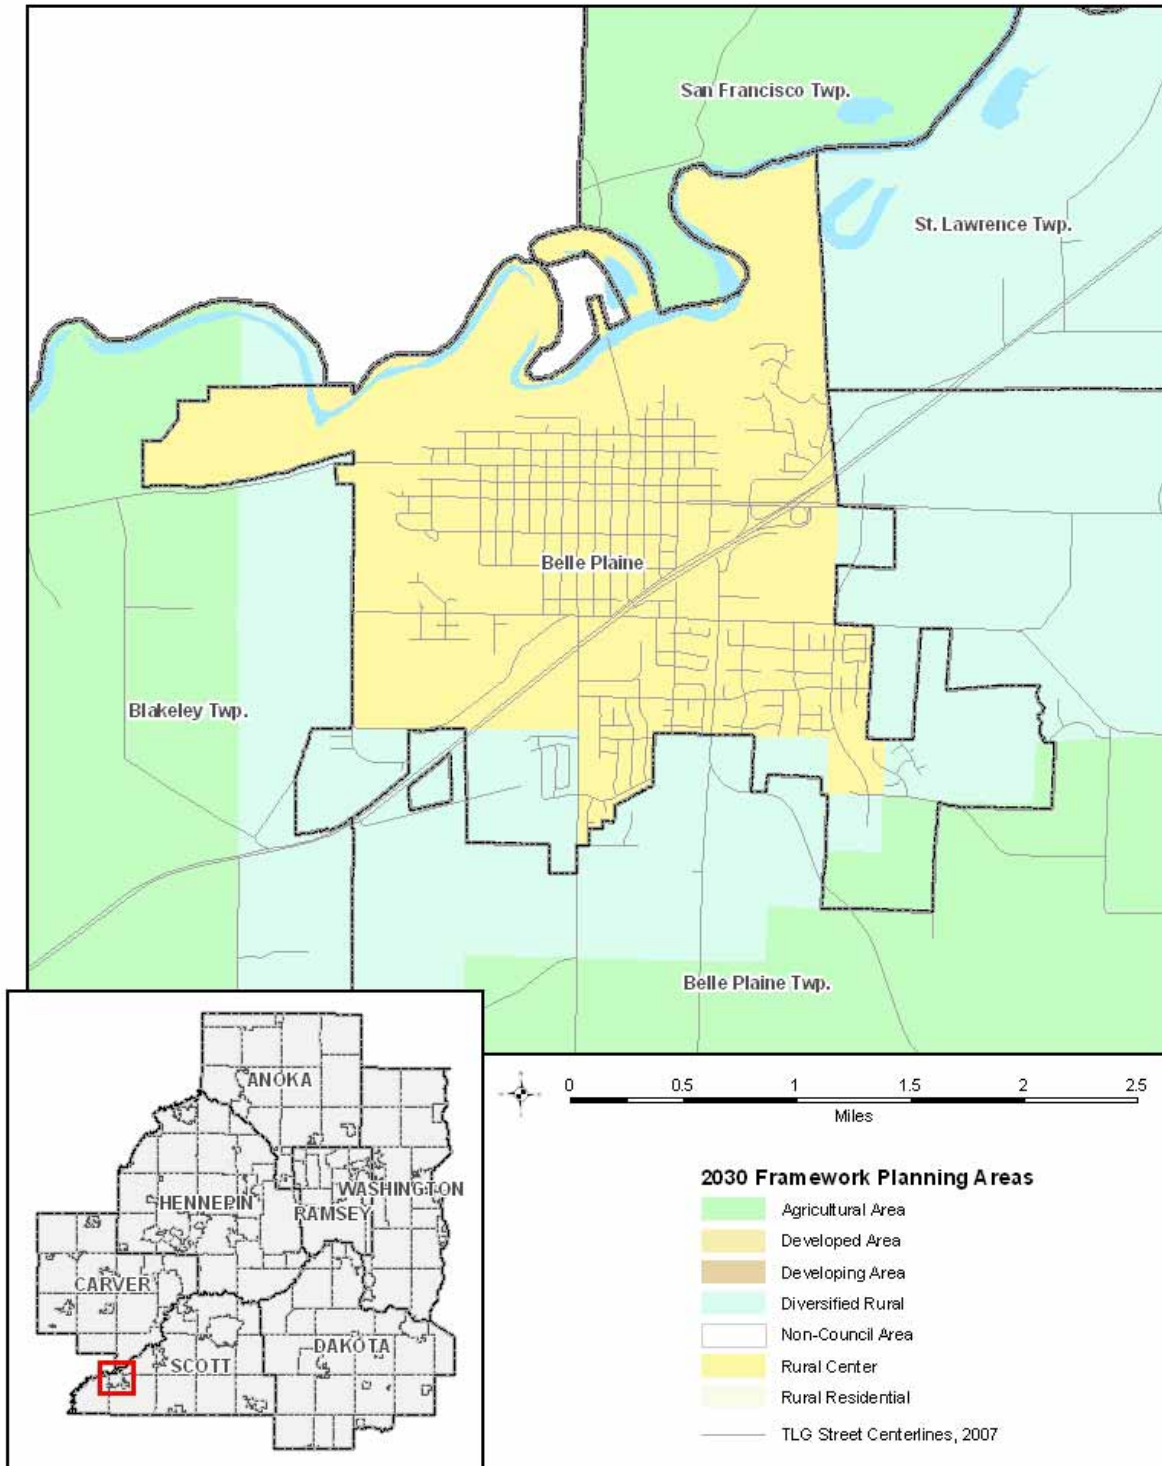 San Francisco Twp.
St. Lawrence Twp.
Belle Plaine
Blakeley Twp.
Belle Plaine Twp.
ANOKA
HENNEPIN
WASHINGTON
RAMSEY
CARVER
SCOTT
DAKOTA
0 0.5 1 1.5 2 2.5
Miles
2030 Framework Planning Areas
Agricultural Area
Developed Area
Developing Area
Diversified Rural
Non-Council Area
Rural Center
Rural Residential
TLG Street Centerlines, 2007